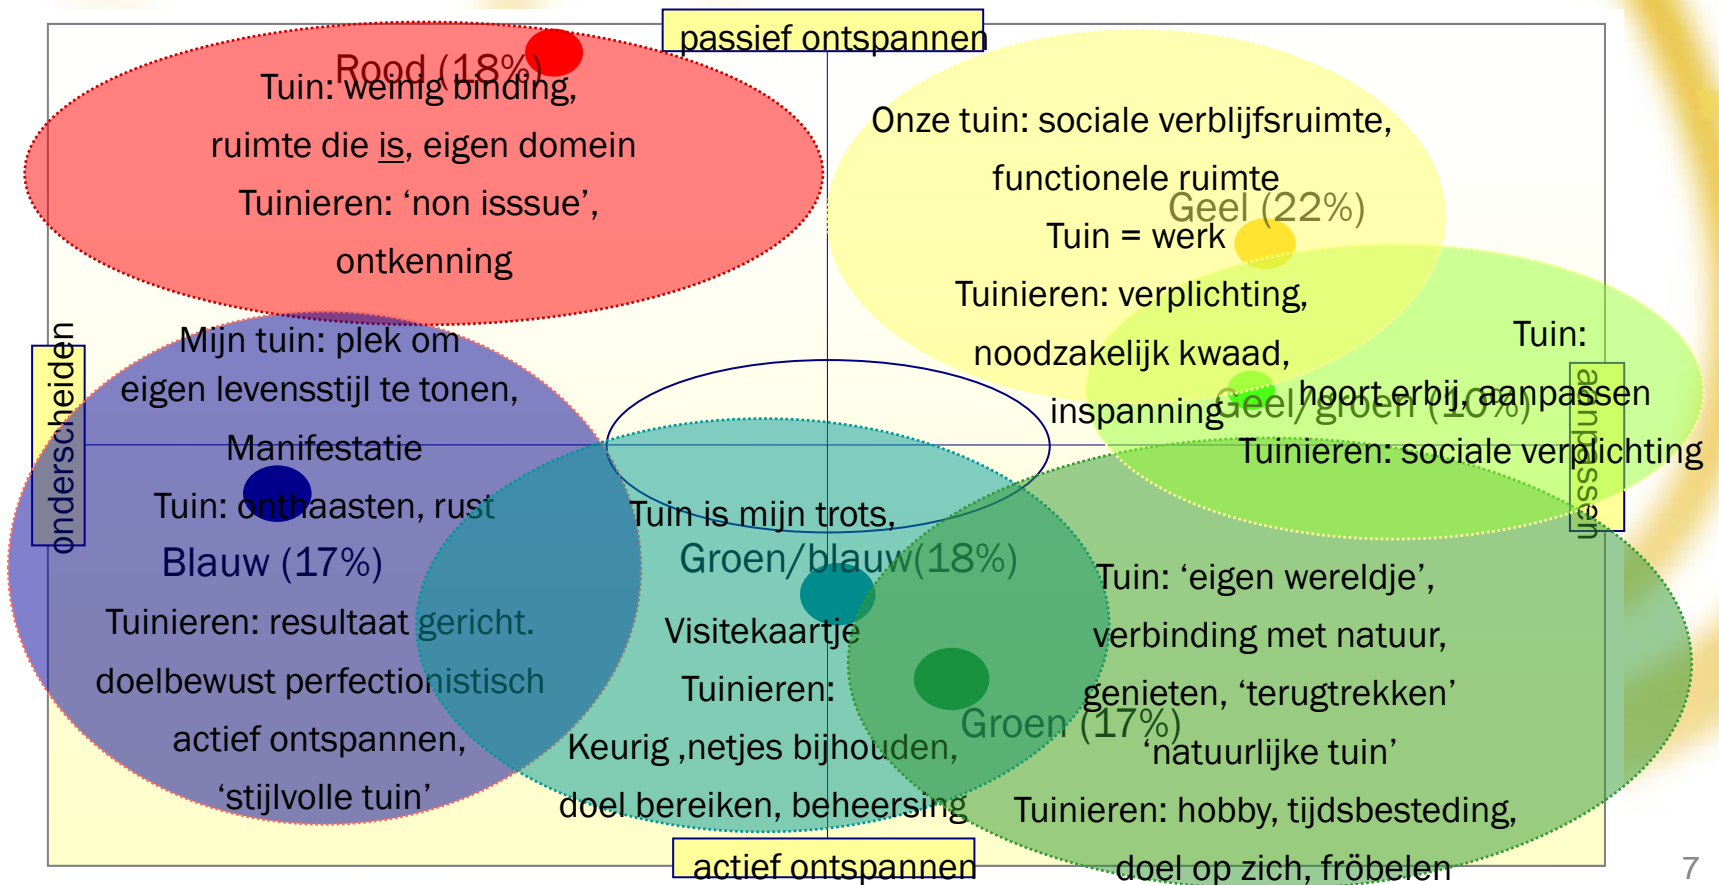 passief ontspannen
Rood (18%)
Tuin: weinig binding,
ruimte die is, eigen domein
Tuinieren: ‘non isssue’,
ontkenning
Onze tuin: sociale verblijfsruimte,
functionele ruimte
Geel (22%)
Tuin = werk
Tuinieren: verplichting,
noodzakelijk kwaad,
inspanning
Tuin:
hoort erbij, aanpassen
Geel/groen (10%)
Tuinieren: sociale verplichting
aanpassen
onderscheiden
Mijn tuin: plek om
eigen levensstijl te tonen,
Manifestatie
Tuin: onthaasten, rust
Blauw (17%)
Tuinieren: resultaat gericht.
doelbewust perfectionistisch
actief ontspannen,
‘stijlvolle tuin’
Tuin is mijn trots,
Groen/blauw(18%)
Visitekaartje
Tuinieren:
Keurig ,netjes bijhouden,
doel bereiken, beheersing
Tuin: ‘eigen wereldje’,
verbinding met natuur,
genieten, ‘terugtrekken’
Groen (17%)
‘natuurlijke tuin’
Tuinieren: hobby, tijdsbesteding,
doel op zich, fröbelen
actief ontspannen
7